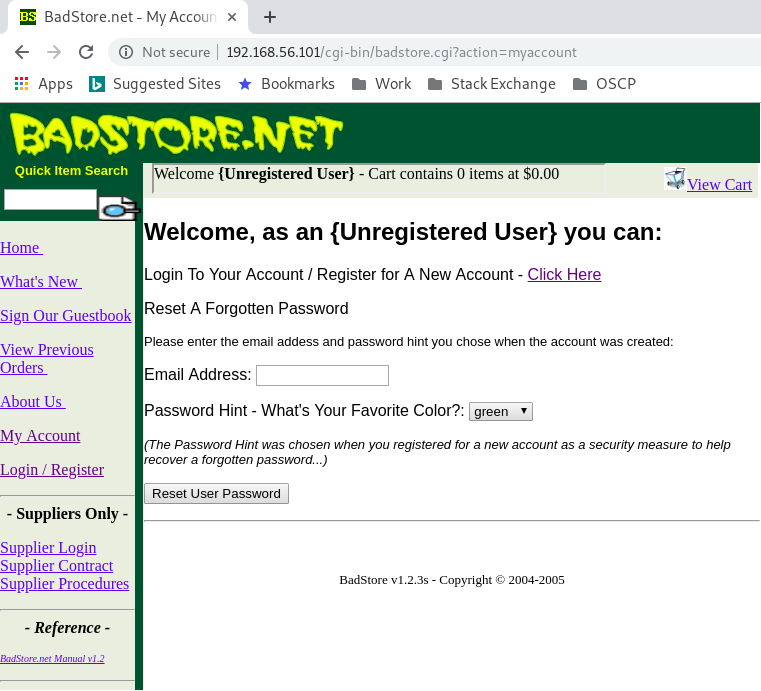 BadStore.net - My Accoun
Not secure | 192.168.56.101/cgi-bin/badstore.cgi?action=myaccount
Apps Suggested Sites Bookmarks Work Stack Exchange OSCP
BADSTORE.NET
Quick Item Search
Welcome {Unregistered User} - Cart contains 0 items at $0.00 View Cart
Home
What's New
Sign Our Guestbook
View Previous
Orders
About Us
My Account
Login / Register
- Suppliers Only -
Supplier Login
Supplier Contract
Supplier Procedures
- Reference -
BadStore.net Manual v1.2
Welcome, as an {Unregistered User} you can:
Login To Your Account / Register for A New Account - Click Here
Reset A Forgotten Password
Please enter the email addess and password hint you chose when the account was created:
Email Address:
Password Hint - What's Your Favorite Color?: green
(The Password Hint was chosen when you registered for a new account as a security measure to help
recover a forgotten password...)
Reset User Password
BadStore v1.2.3s - Copyright © 2004-2005